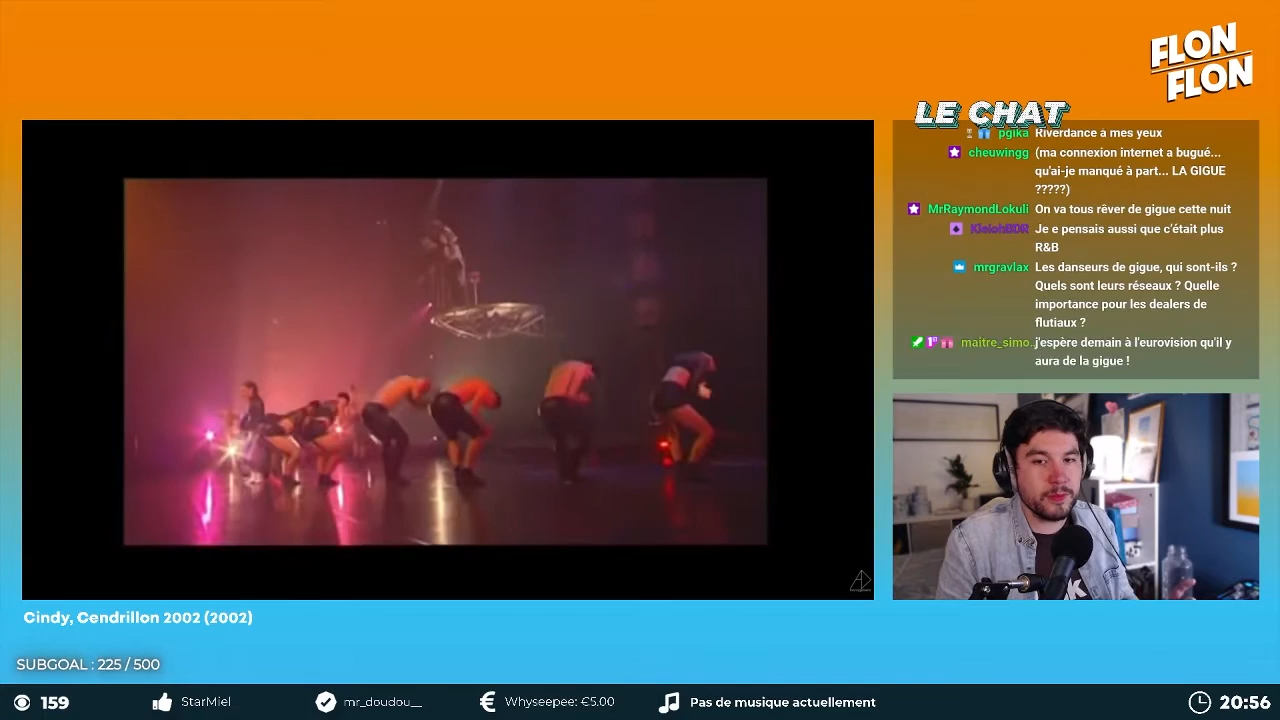 FLON
FLON
LE CHAT
pgika Riverdance à mes yeux
cheuwingg (ma connexion internet a bugué...
qu'ai-je manqué à part... LA GIGUE
?????)
MrRaymondLokuli On va tous rêver de gigue cette nuit
Je e pensais aussi que c'était plus
R&B
mrgravlax Les danseurs de gigue, qui sont-ils ?
Quels sont leurs réseaux ? Quelle
importance pour les dealers de
flutiaux ?
maitre_simo.. j'espère demain à l'eurovision qu'il y
aura de la gigue !
Cindy, Cendrillon 2002 (2002)
SUBGOAL : 225 / 500
159 StarMiel mr_doudou__ € Whyseepee: €5.00 Pas de musique actuellement 20:56